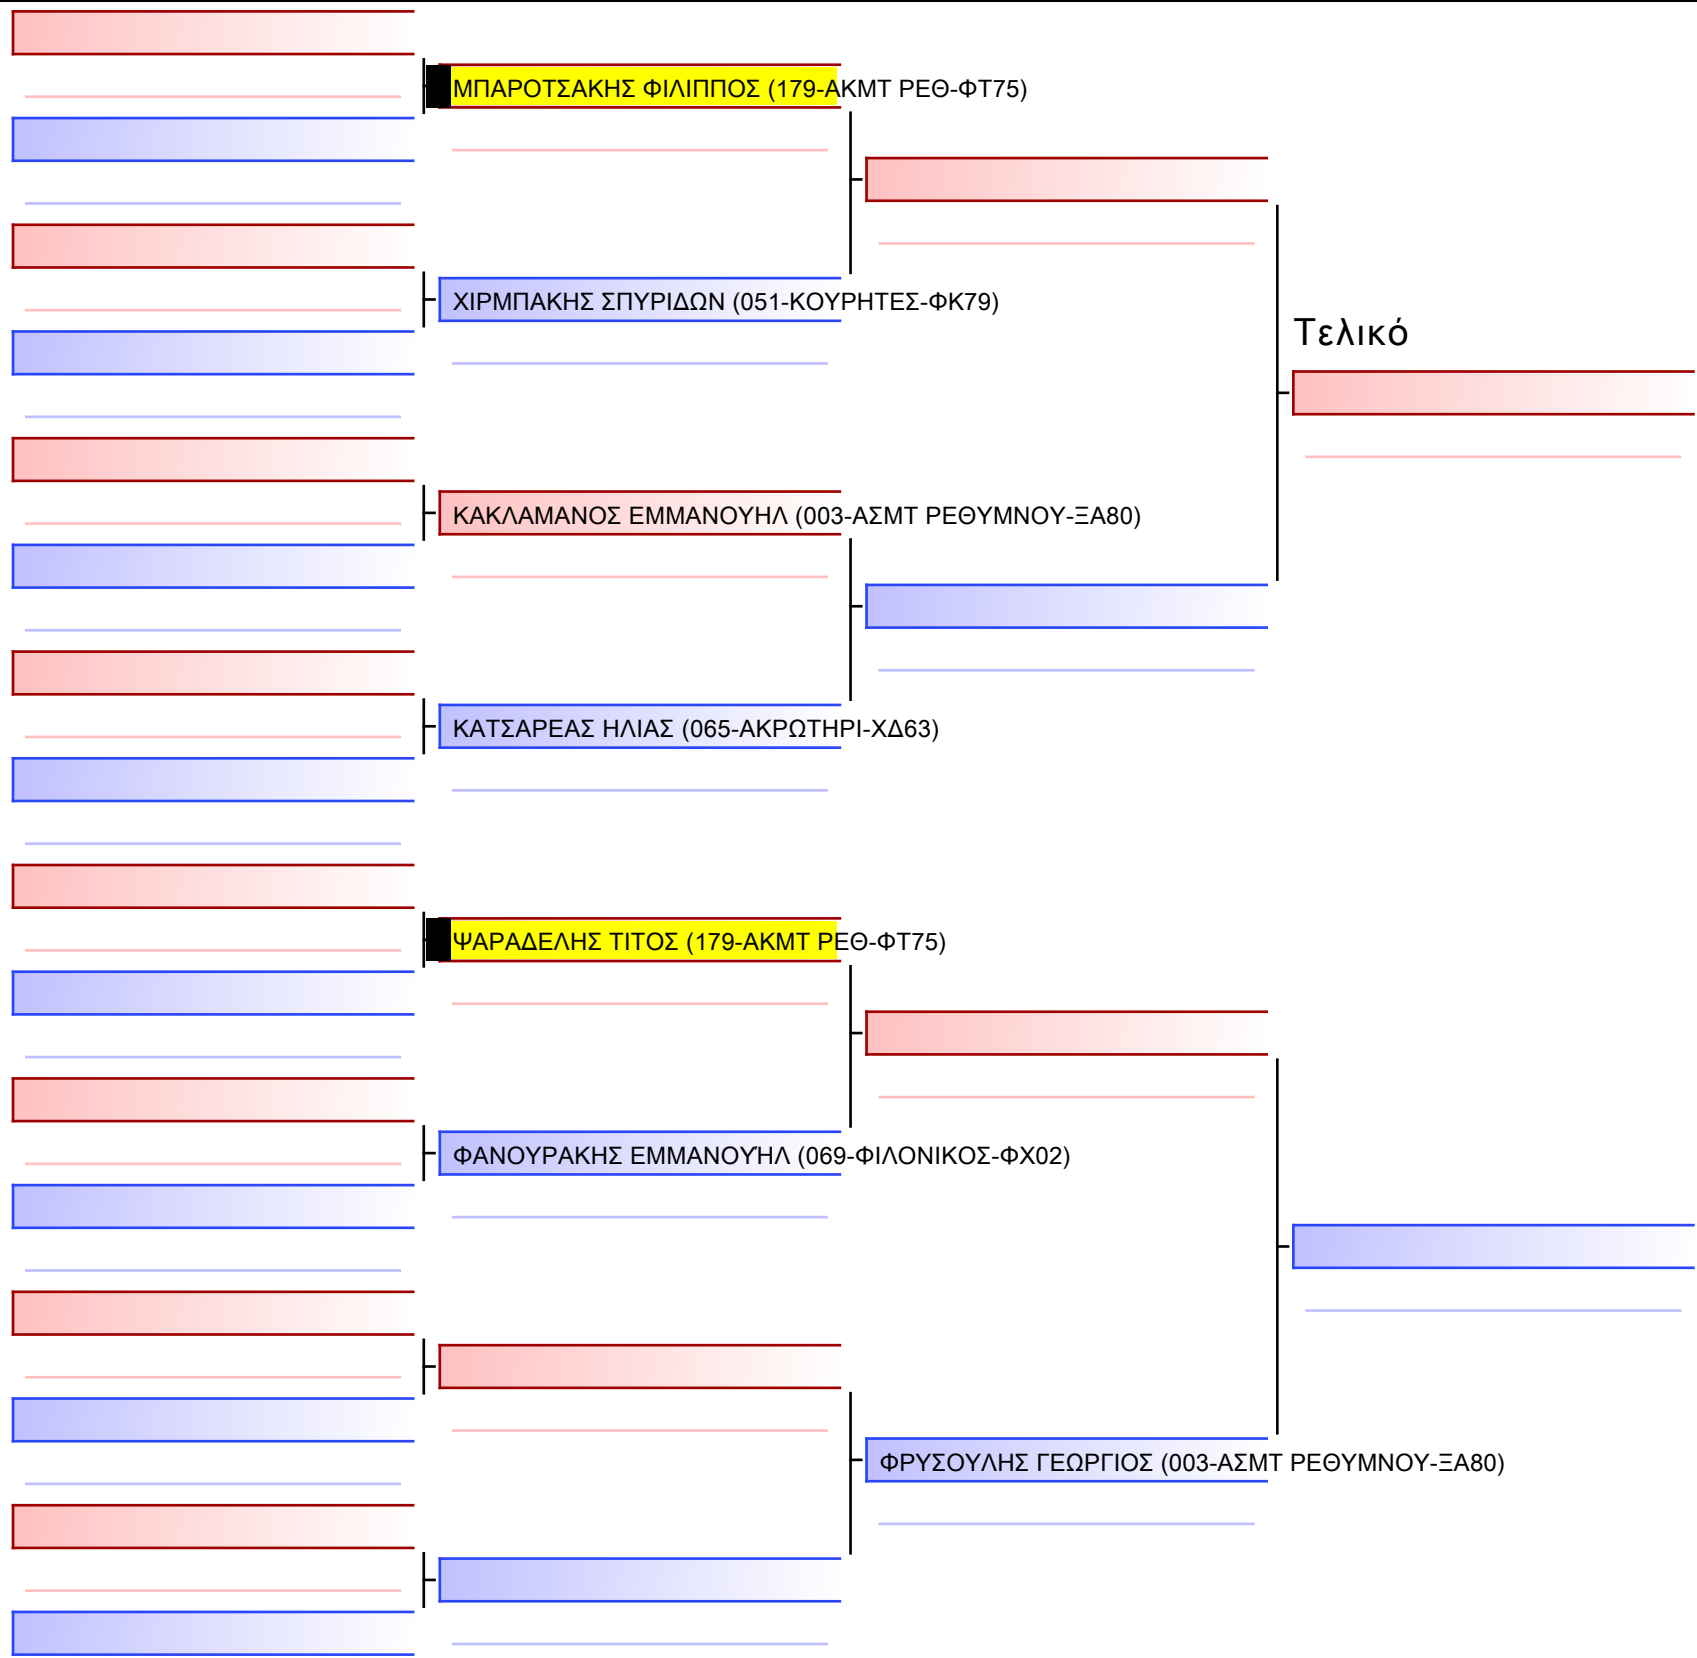 ΜΠΑΡΟΤΣΑΚΗΣ ΦΙΛΙΠΠΟΣ (179-ΑΚΜΤ ΡΕΘ-ΦΤ75)
ΧΙΡΜΠΑΚΗΣ ΣΠΥΡΙΔΩΝ (051-ΚΟΥΡΗΤΕΣ-ΦΚ79)
Τελικό
ΚΑΚΛΑΜΑΝΟΣ ΕΜΜΑΝΟΥΗΛ (003-ΑΣΜΤ ΡΕΘΥΜΝΟΥ-ΞΑ80)
ΚΑΤΣΑΡΕΑΣ ΗΛΙΑΣ (065-ΑΚΡΩΤΗΡΙ-ΧΔ63)
ΨΑΡΑΔΕΛΗΣ ΤΙΤΟΣ (179-ΑΚΜΤ ΡΕΘ-ΦΤ75)
ΦΑΝΟΥΡΑΚΗΣ ΕΜΜΑΝΟΥΉΛ (069-ΦΙΛΟΝΙΚΟΣ-ΦΧ02)
ΦΡΥΣΟΥΛΗΣ ΓΕΩΡΓΙΟΣ (003-ΑΣΜΤ ΡΕΘΥΜΝΟΥ-ΞΑ80)